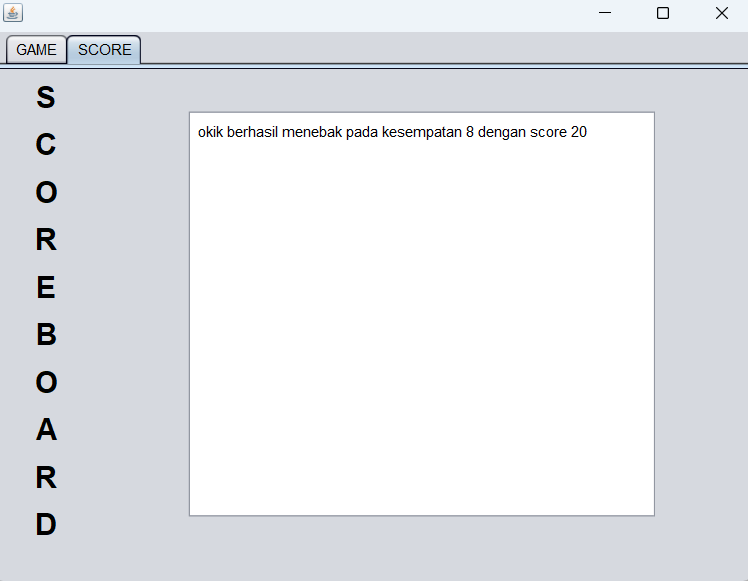 GAME SCORE
S
C
O
R
E
B
O
A
R
D
okik berhasil menebak pada kesempatan 8 dengan score 20